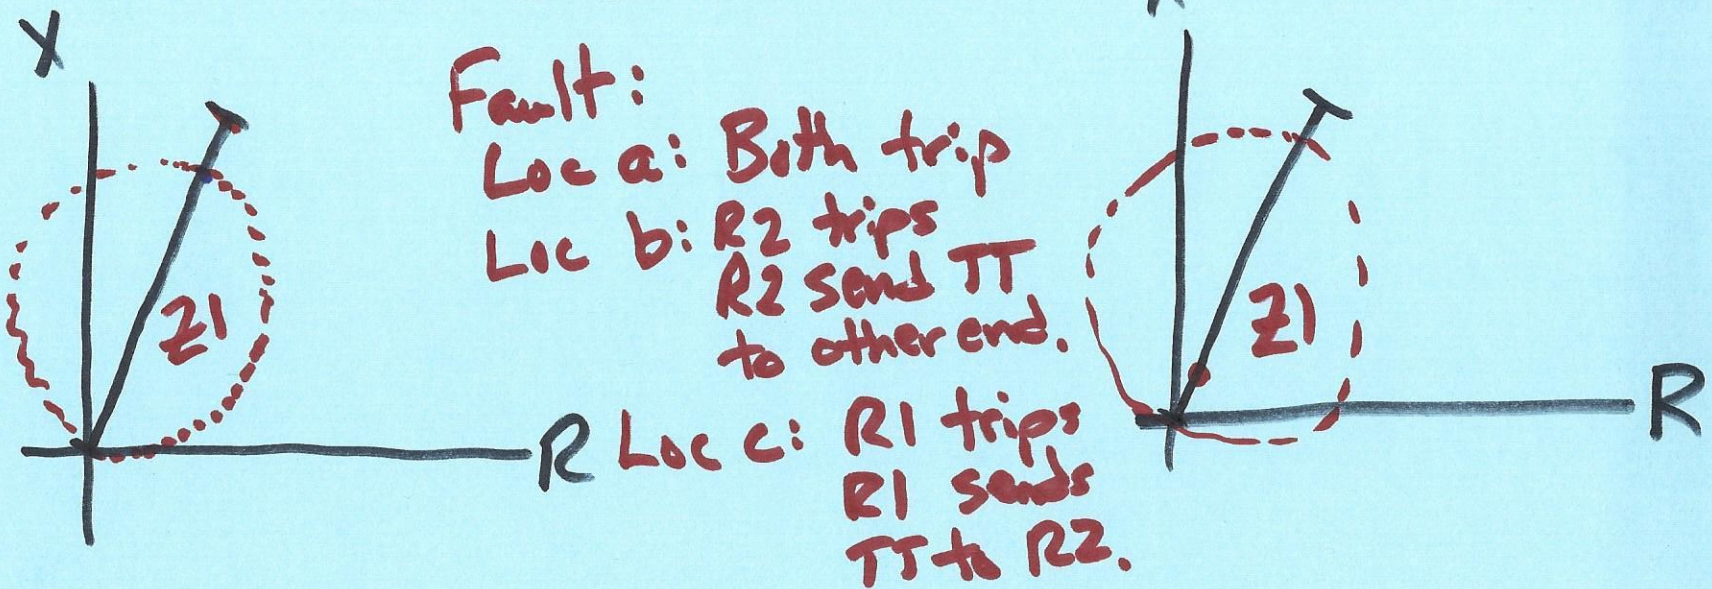 X
Fault:
Loc a: Both trip
Loc b: R2 trips
R2 send TT
to other end.
Loc c: R1 trips
R1 sends
TT to R2.
Z1
R
Z1
R